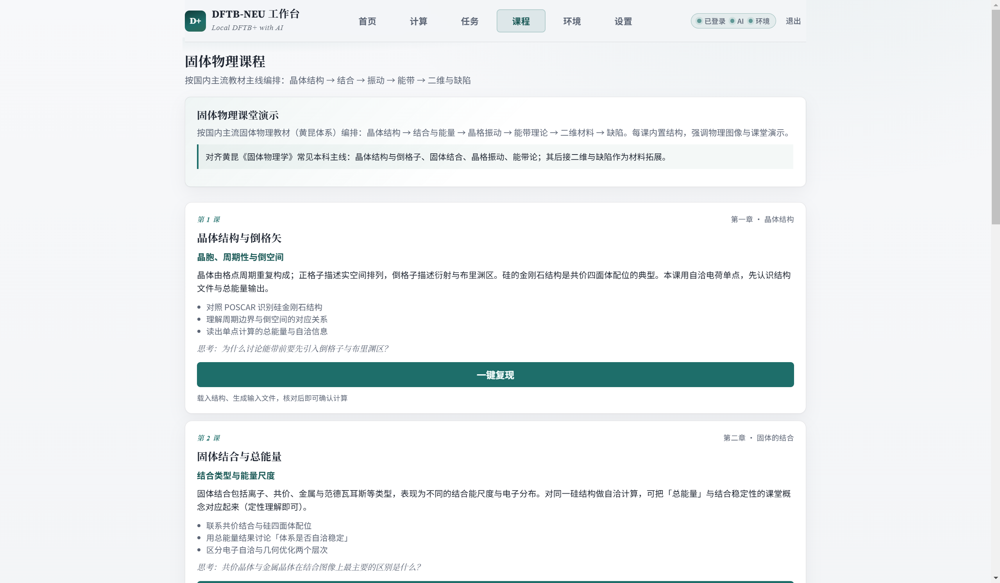 D+
DFTB-NEU 工作台
Local DFTB+ with AI
首页
计算
任务
课程
环境
设置
已登录
AI
环境
退出
固体物理课程
按国内主流教材主线编排：晶体结构 → 结合 → 振动 → 能带 → 二维与缺陷
固体物理课堂演示
按国内主流固体物理教材（黄昆体系）编排：晶体结构 → 结合与能量 → 晶格振动 → 能带理论 → 二维材料 → 缺陷。每课内置结构，强调物理图像与课堂演示。
对齐黄昆《固体物理学》常见本科主线：晶体结构与倒格子、固体结合、晶格振动、能带论；其后接二维与缺陷作为材料拓展。
第 1 课
第一章 · 晶体结构
晶体结构与倒格矢
晶胞、周期性与倒空间
晶体由格点周期重复构成；正格子描述实空间排列，倒格子描述衍射与布里渊区。硅的金刚石结构是共价四面体配位的典型。本课用自洽电荷单点，先认识结构
文件与总能量输出。
对照 POSCAR 识别硅金刚石结构
理解周期边界与倒空间的对应关系
读出单点计算的总能量与自洽信息
思考：为什么讨论能带前要先引入倒格子与布里渊区？
一键复现
载入结构、生成输入文件，核对后即可确认计算
第 2 课
第二章 · 固体的结合
固体结合与总能量
结合类型与能量尺度
固体结合包括离子、共价、金属与范德瓦耳斯等类型，表现为不同的结合能尺度与电子分布。对同一硅结构做自洽计算，可把「总能量」与结合稳定性的课堂概
念对应起来（定性理解即可）。
联系共价结合与硅四面体配位
用总能量结果讨论「体系是否自洽稳定」
区分电子自洽与几何优化两个层次
思考：共价晶体与金属晶体在结合图像上最主要的区别是什么？